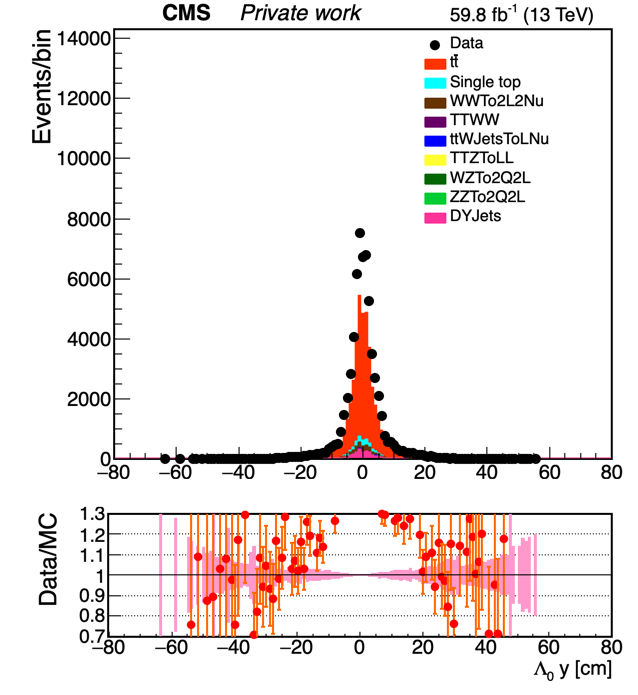 CMS Private work 59.8 fb⁻¹ (13 TeV)
Events/bin
14000
12000
10000
8000
6000
4000
2000
0
Data
tt̄
Single top
WWTo2L2Nu
TTWW
ttWJetsToLNu
TTZToLL
WZTo2Q2L
ZZTo2Q2L
DYJets
−80 −60 −40 −20 0 20 40 60 80
Data/MC
1.3
1.2
1.1
1
0.9
0.8
0.7
−80 −60 −40 −20 0 20 40 60 80
Λ₀ y [cm]